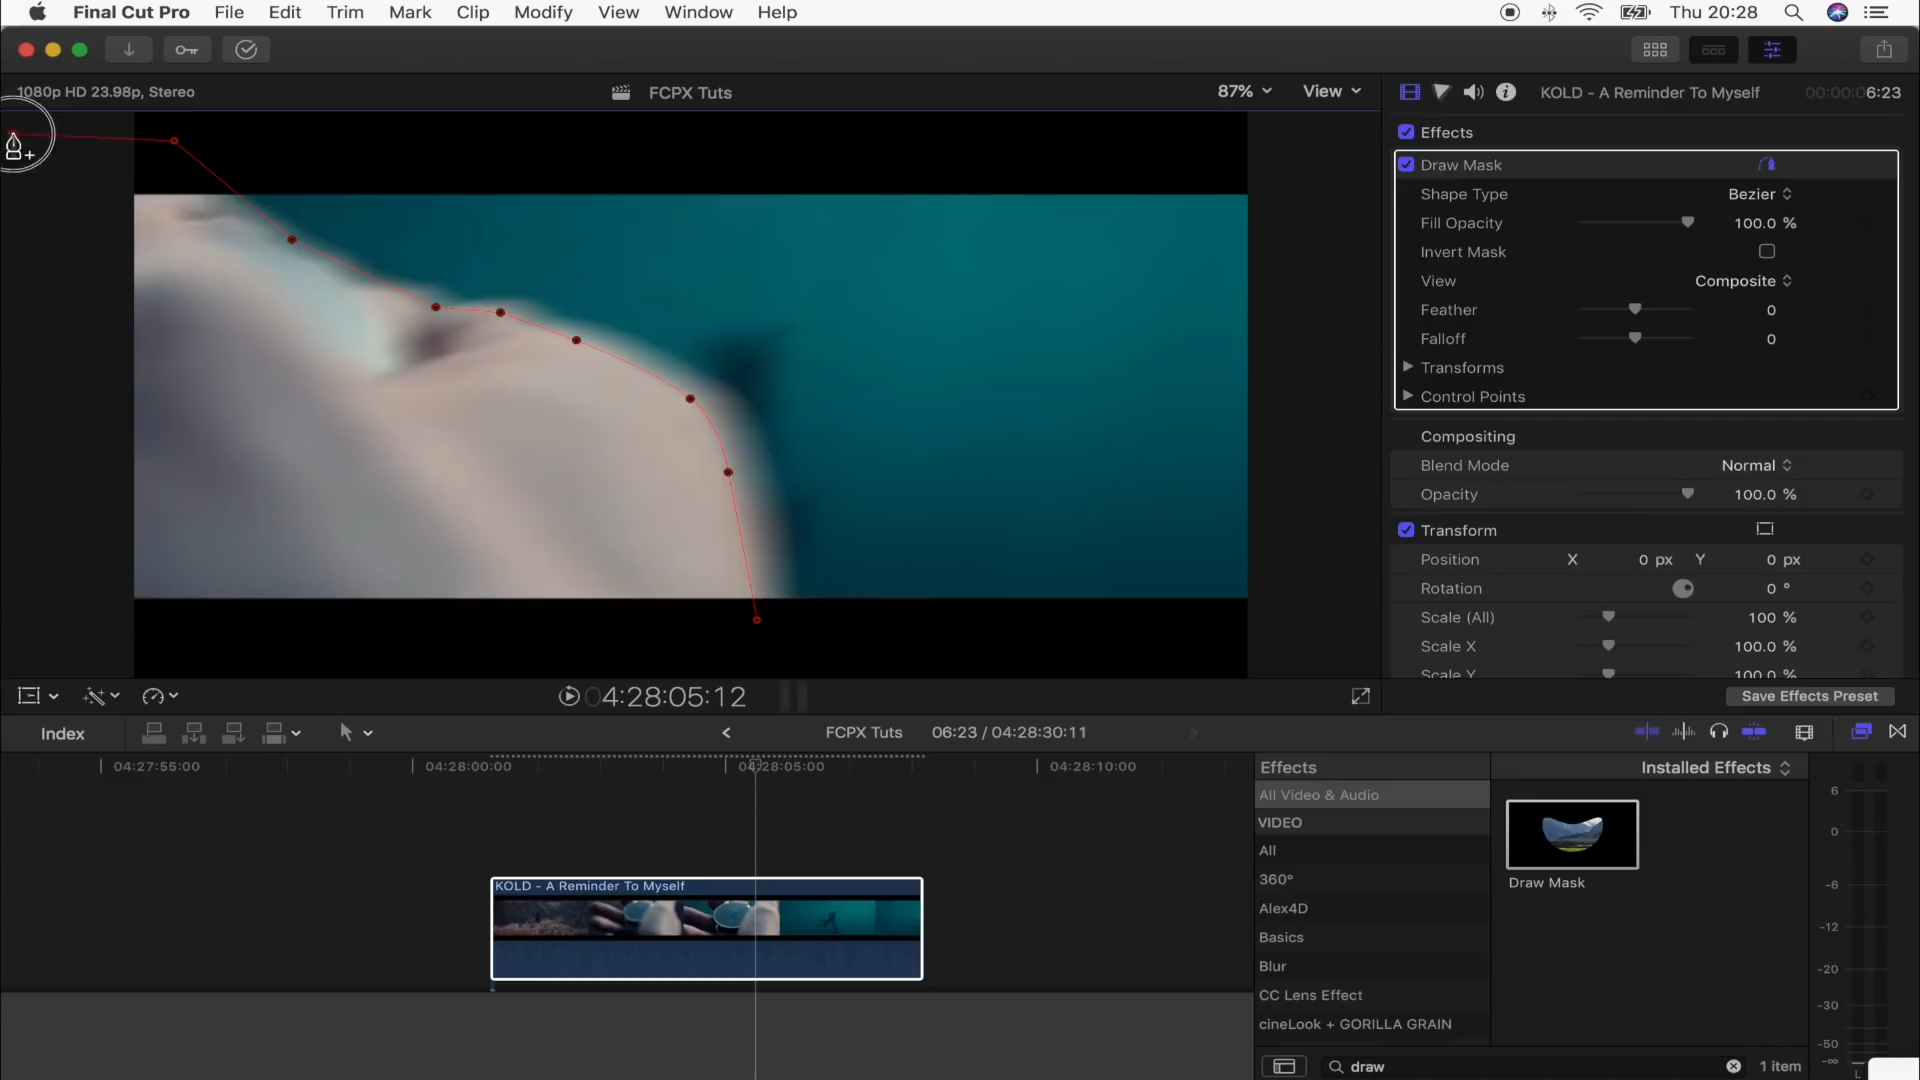 Final Cut Pro File Edit Trim Mark Clip Modify View Window Help Thu 20:28
1080p HD 23.98p, Stereo FCPX Tuts 87% View KOLD - A Reminder To Myself 00:00:06:23
Effects
Draw Mask
Shape Type Bezier
Fill Opacity 100.0 %
Invert Mask
View Composite
Feather 0
Falloff 0
Transforms
Control Points
Compositing
Blend Mode Normal
Opacity 100.0 %
Transform
Position X 0 px Y 0 px
Rotation 0 °
Scale (All) 100 %
Scale X 100.0 %
Scale Y 100.0 %
04:28:05:12 Save Effects Preset
Index FCPX Tuts 06:23 / 04:28:30:11
04:27:55:00 04:28:00:00 04:28:05:00 04:28:10:00
Effects Installed Effects
All Video & Audio
VIDEO
All
360°
Alex4D
Basics
Blur
CC Lens Effect
cineLook + GORILLA GRAIN
Draw Mask
KOLD - A Reminder To Myself
6
0
-6
-12
-20
-30
-50
-∞
L
draw 1 item